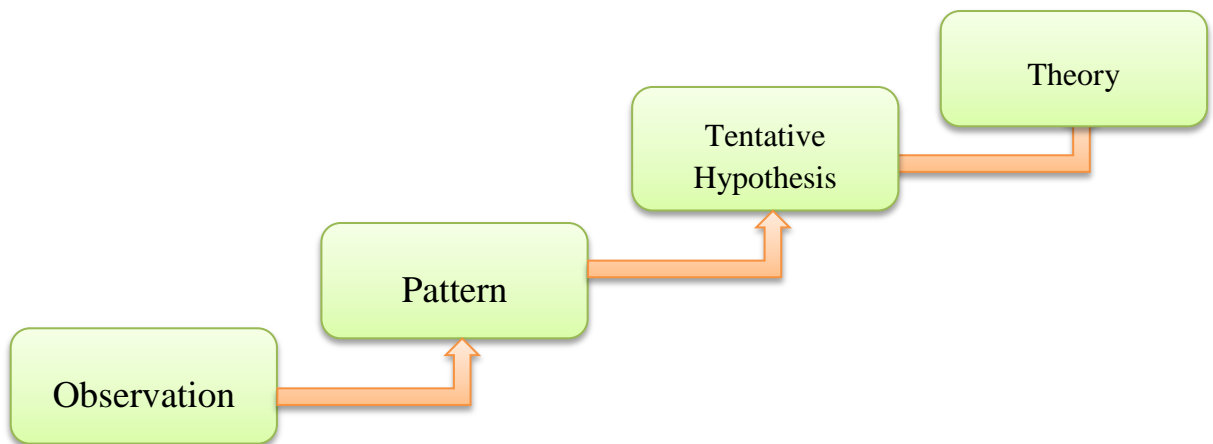 Theory
Tentative
Hypothesis
Pattern
Observation